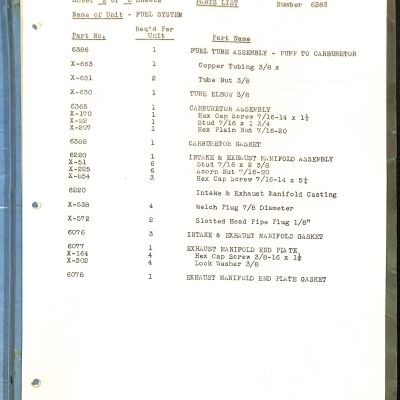 Sheet 2 of Sheets PARTS LIST Number 6383
Name of Unit - FUEL SYSTEM
Part No. Req'd Per Unit Part Name
6386 1 FUEL TUBE ASSEMBLY - PUMP TO CARBURETOR
X-663 1 Copper Tubing 3/8 x
X-631 2 Tube Nut 3/8
X-630 1 TUBE ELBOW 3/8
6365 1 CARBURETOR ASSEMBLY
X-170 1 Hex Cap Screw 7/16-14 x 1¼
X-22 1 Stud 7/16 x 1 3/4
X-207 1 Hex Plain Nut 7/16-20
6388 1 CARBURETOR GASKET
6220 1 INTAKE & EXHAUST MANIFOLD ASSEMBLY
X-51 6 Stud 7/16 x 2 3/8
X-225 6 Acorn Nut 7/16-20
X-654 3 Hex Cap Screw 7/16-14 x 5½
6220 Intake & Exhaust Manifold Casting
X-538 4 Welch Plug 7/8 Diameter
X-572 2 Slotted Head Pipe Plug 1/8"
6076 3 INTAKE & EXHAUST MANIFOLD GASKET
6077 1 EXHAUST MANIFOLD END PLATE
X-164 4 Hex Cap Screw 3/8-16 x 1½
X-302 4 Lock Washer 3/8
6078 1 EXHAUST MANIFOLD END PLATE GASKET